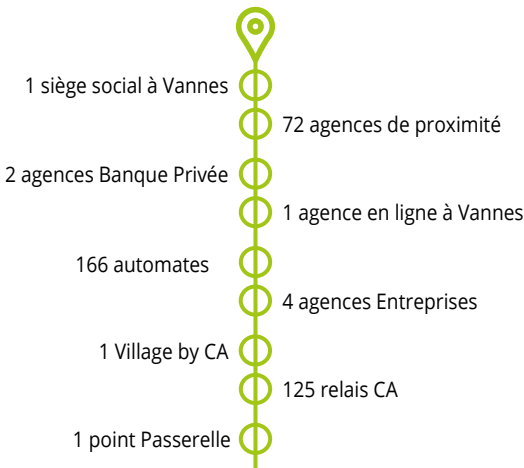 1 siège social à Vannes
72 agences de proximité
2 agences Banque Privée
1 agence en ligne à Vannes
166 automates
4 agences Entreprises
1 Village by CA
125 relais CA
1 point Passerelle